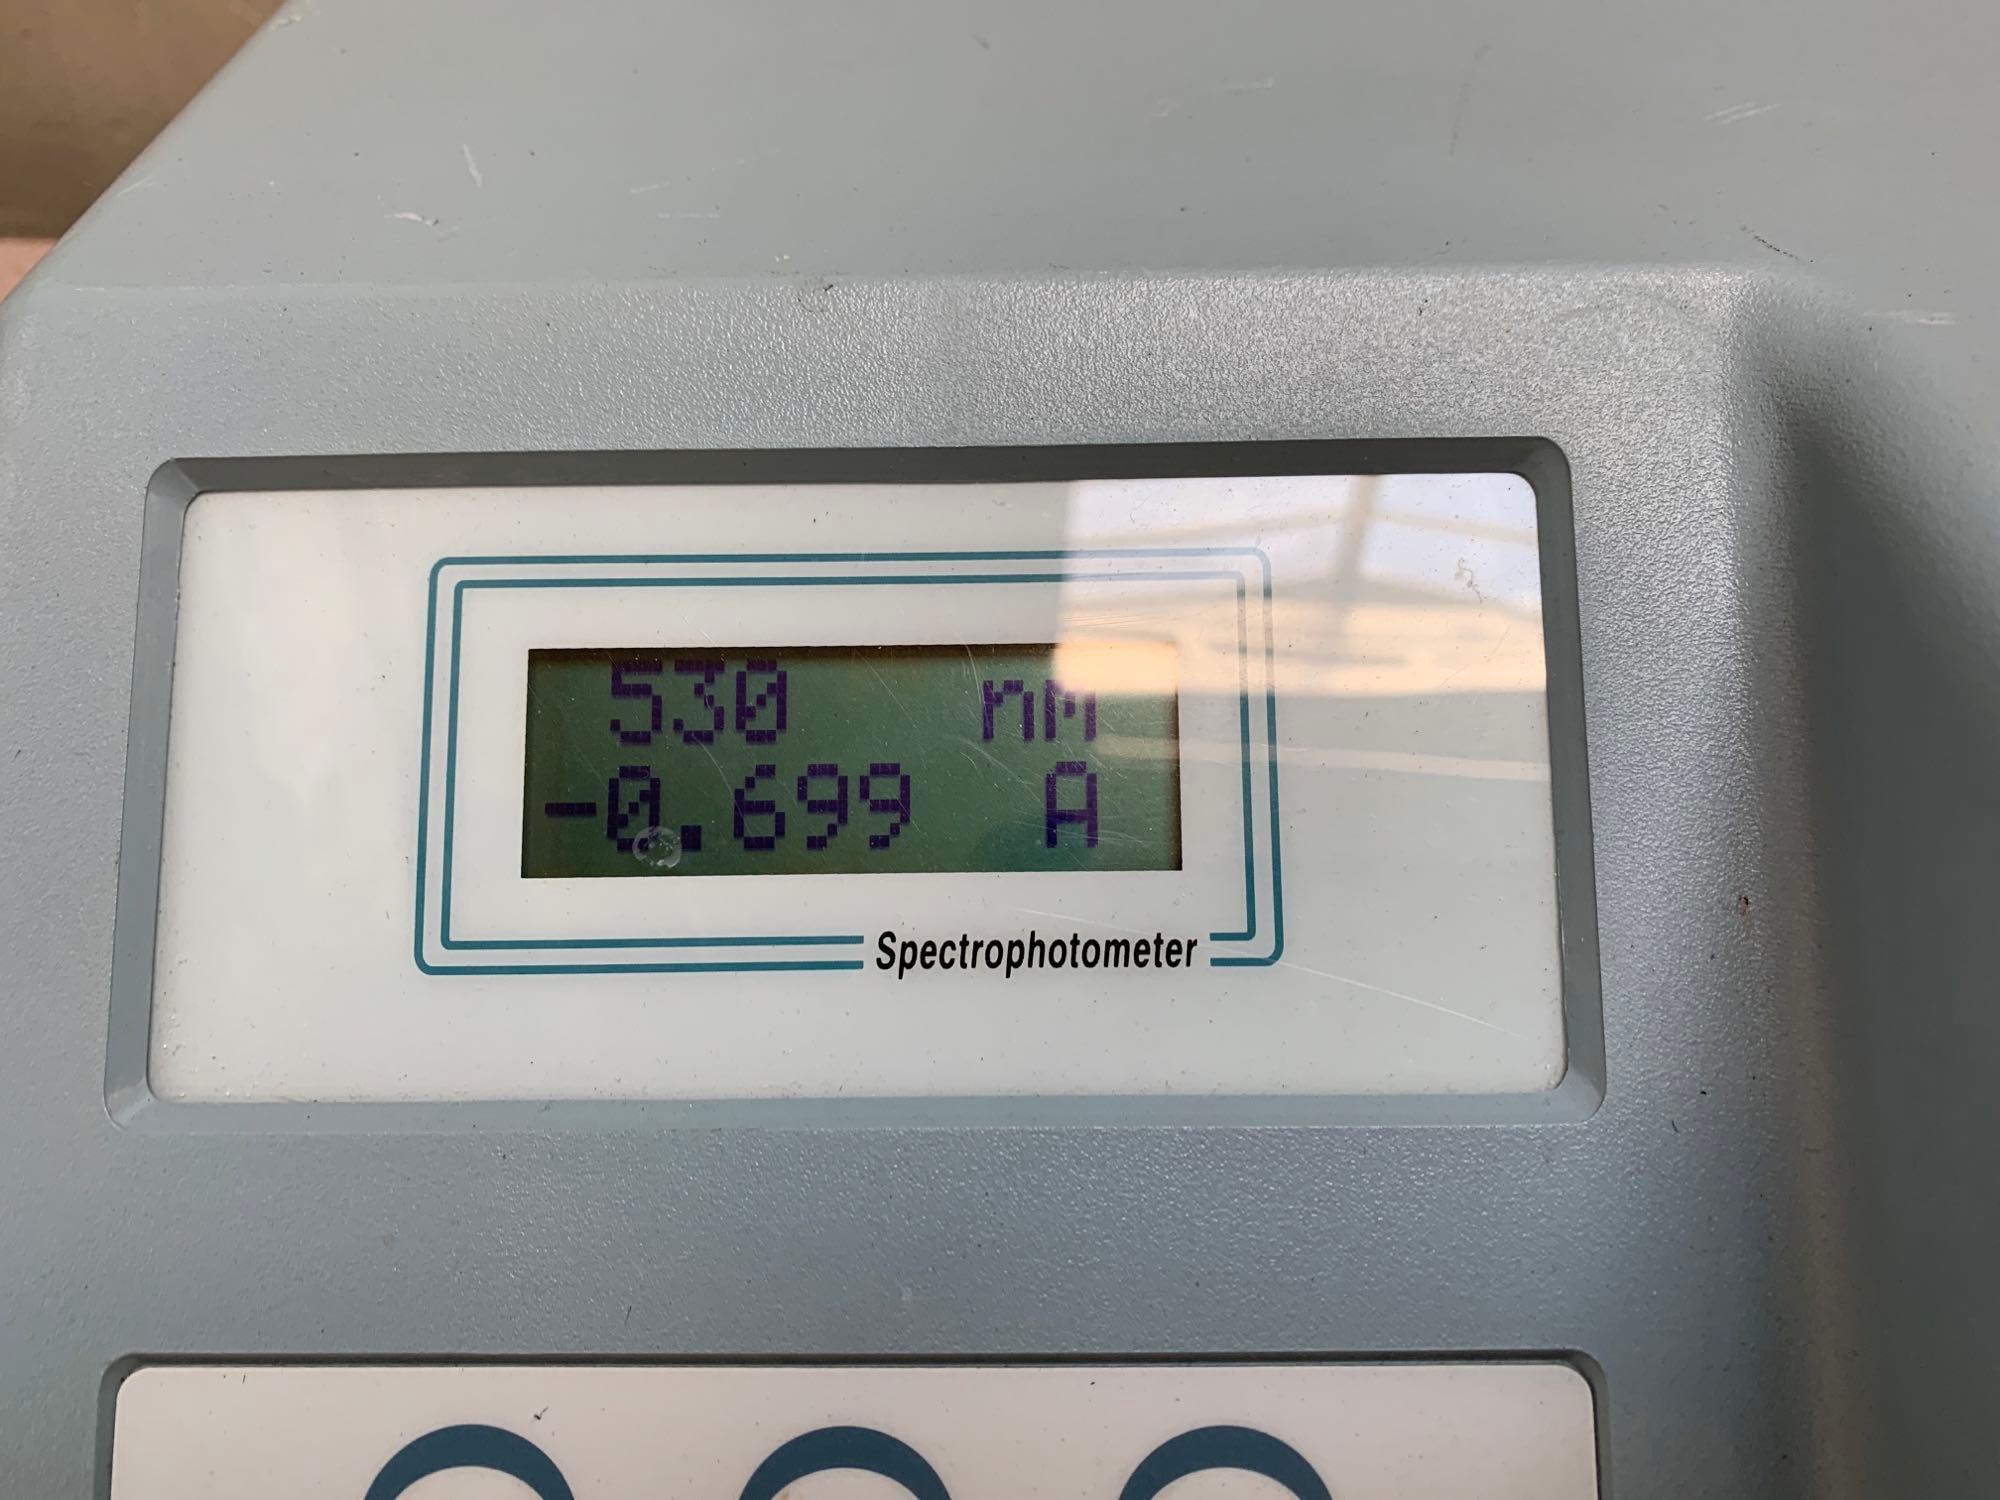 530 nM
-0.699 A
Spectrophotometer